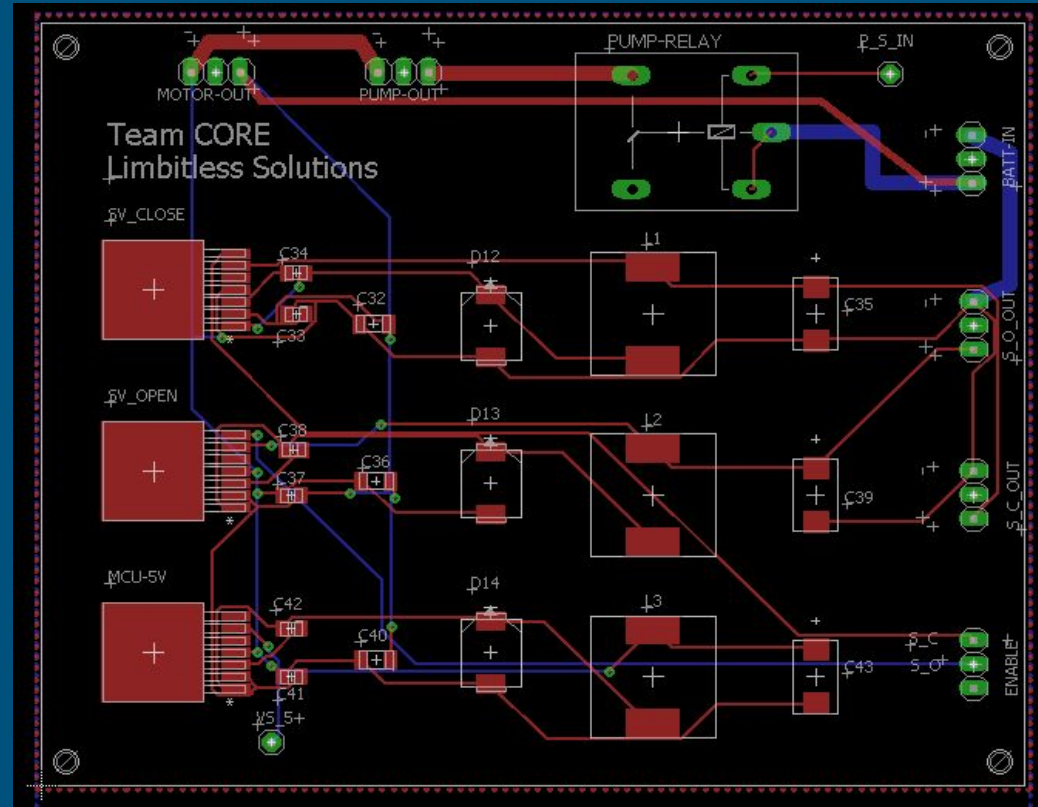 PUMP-RELAY
P_S_IN
MOTOR-OUT
PUMP-OUT
Team CORE
Limbitless Solutions
BATT-IN
5V_CLOSE
C34
D12
L1
C32
C35
C33
S_O_OUT
5V_OPEN
C38
D13
L2
C36
C37
C39
S_C_OUT
MCU-5V
C42
D14
L3
C40
S_C
S_O
ENABLE
C41
C43
VS_5+